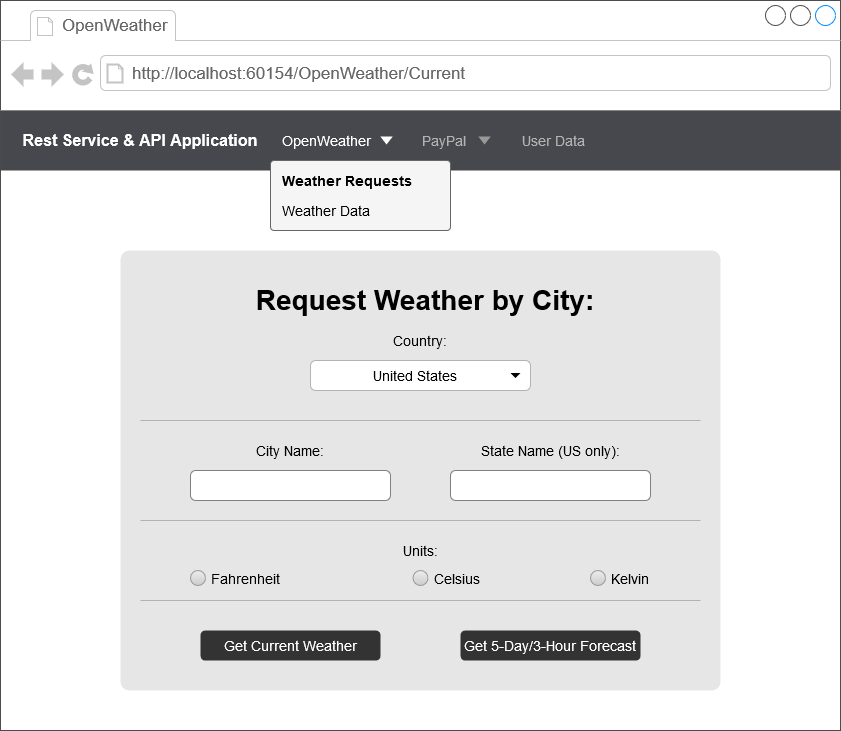 OpenWeather
http://localhost:60154/OpenWeather/Current
Rest Service & API Application OpenWeather PayPal User Data
Weather Requests
Weather Data
Request Weather by City:
Country:
United States
City Name: State Name (US only):
Units:
Fahrenheit Celsius Kelvin
Get Current Weather Get 5-Day/3-Hour Forecast